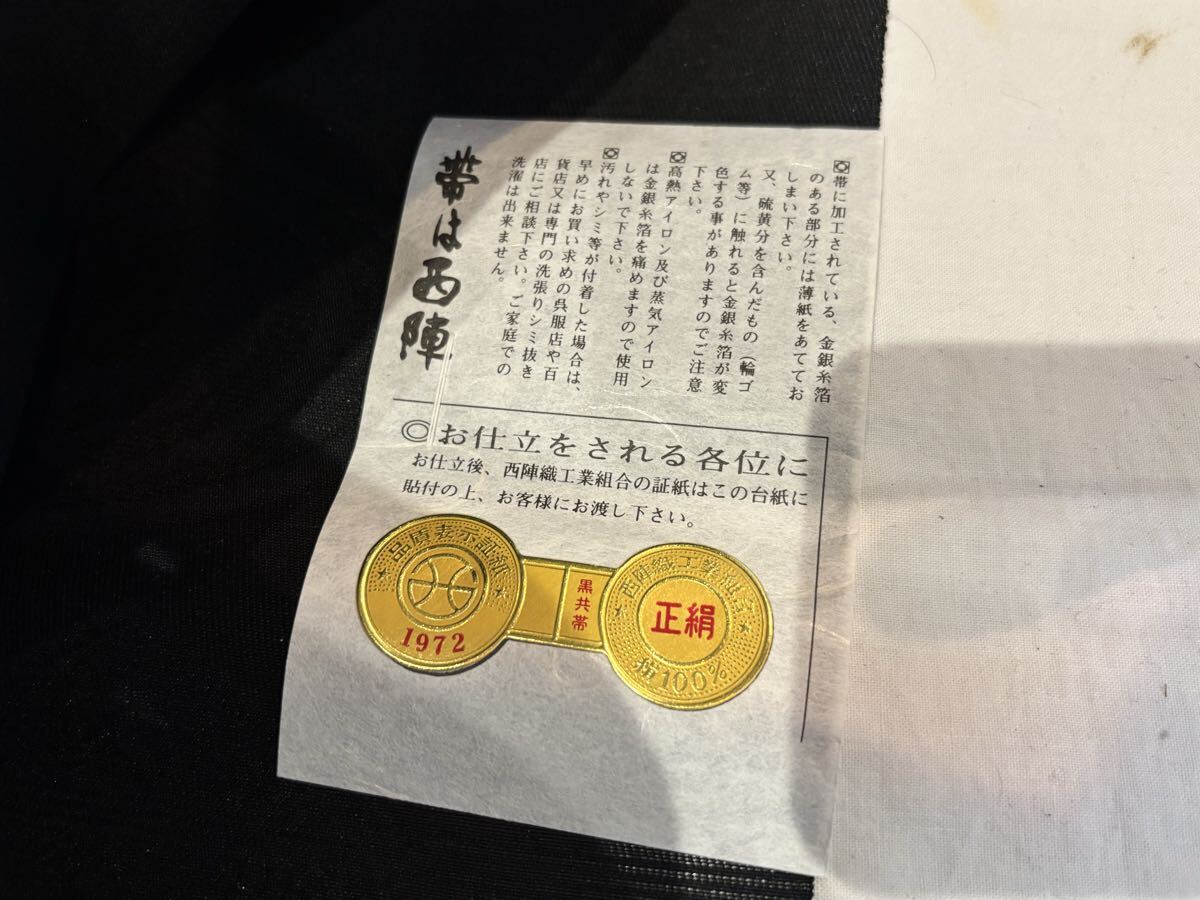 ◎帯に加工されている、金銀糸箔
のある部分には薄紙をあててお
しまい下さい。
又、硫黄分を含んだもの（輪ゴ
ム等）に触れると金銀糸箔が変
色する事がありますのでご注意
下さい。
◎高熱アイロン及び蒸気アイロン
は金銀糸箔を痛めますので使用
しないで下さい。
◎汚れやシミ等が付着した場合は、
早めにお買い求めの呉服店や百
貨店又は専門の洗張りシミ抜き
店にご相談下さい。ご家庭での
洗濯は出来ません。
帯は西陣
◎お仕立をされる各位に
お仕立後、西陣織工業組合の証紙はこの台紙に
貼付の上、お客様にお渡し下さい。
品質表示証紙
1972
黒共帯
西陣織工業組合
正絹
絹100%